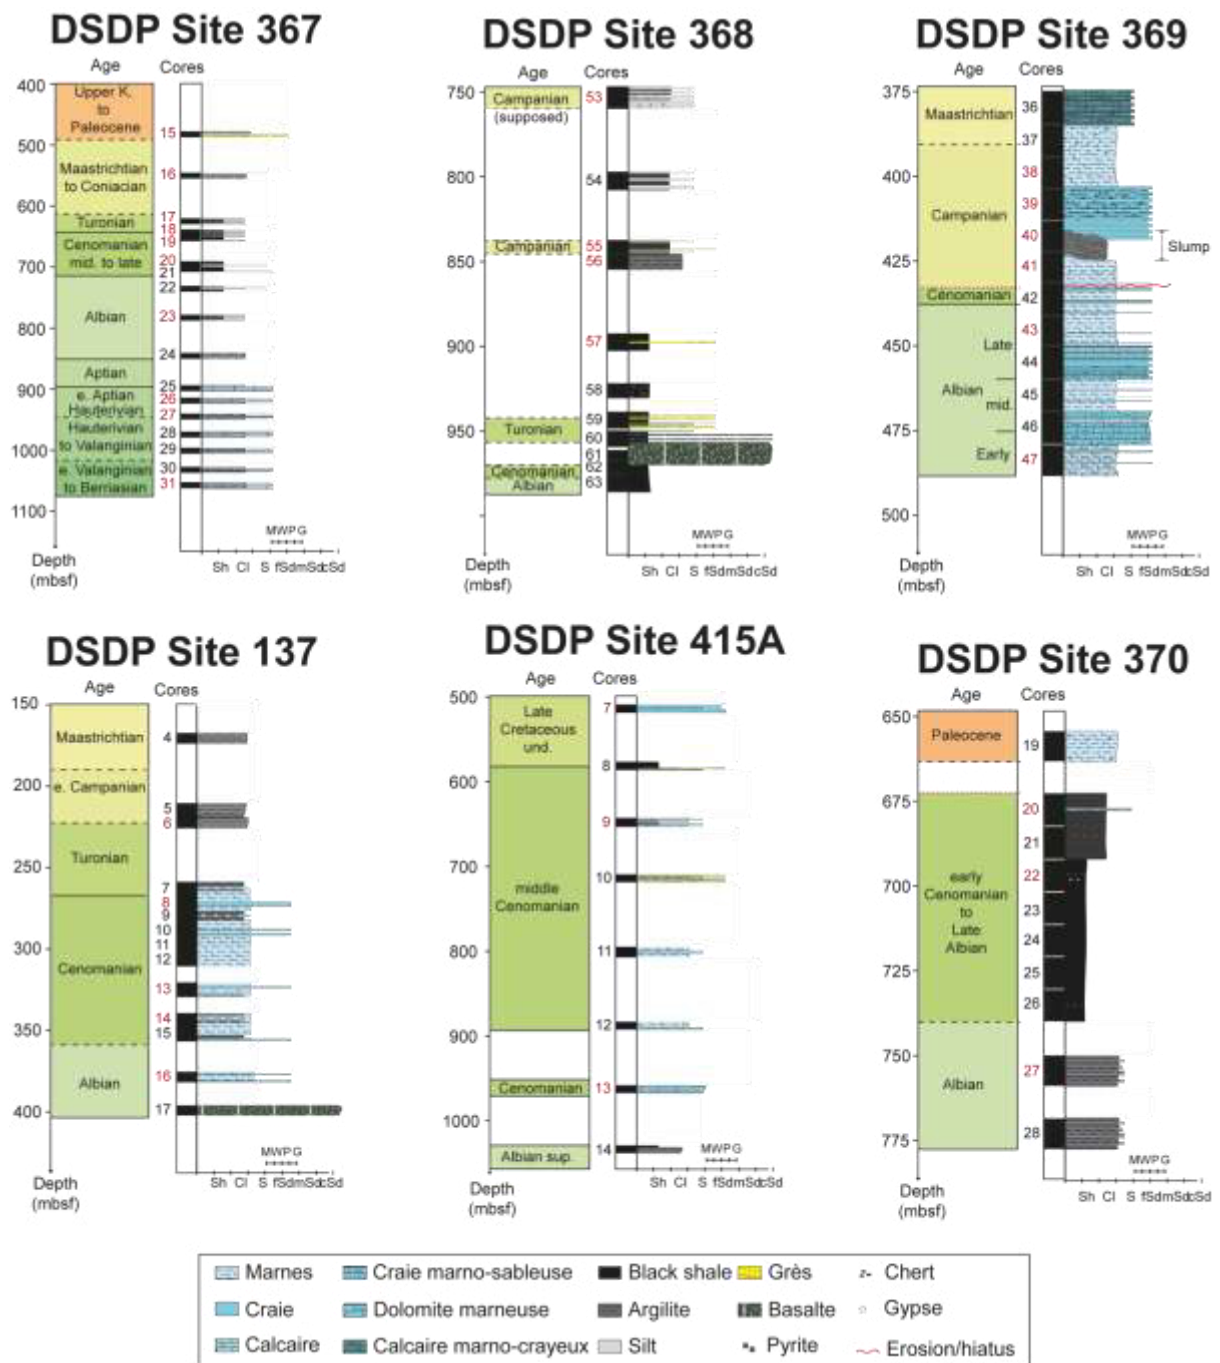 DSDP Site 367
Age Cores
400
500
600
700
800
900
1000
1100
Upper K.
to
Paleocene
Maastrichtian
to Coniacian
Turonian
Cenomanian
mid. to late
Albian
Aptian
e. Aptian
Hauterivian
Hauterivian
to Valanginian
e. Valanginian
to Berriasian
15
16
17
18
19
20
21
22
23
24
25
26
27
28
29
30
31
MWPG
Sh Cl S fSdmSdcSd
Depth
(mbsf)
DSDP Site 368
Age Cores
750
800
850
900
950
Campanian
(supposed)
Campanian
Turonian
Cenomanian
Albian
53
54
55
56
57
58
59
60
61
62
63
MWPG
Sh Cl S fSdmSdcSd
Depth
(mbsf)
DSDP Site 369
Age Cores
375
400
425
450
475
500
Maastrichtian
Campanian
Cenomanian
Late
Albian
mid.
Early
36
37
38
39
40
41
42
43
44
45
46
47
Slump
MWPG
Sh Cl S fSdmSdcSd
Depth
(mbsf)
DSDP Site 137
Age Cores
150
200
250
300
350
400
Maastrichtian
e. Campanian
Turonian
Cenomanian
Albian
4
5
6
7
8
9
10
11
12
13
14
15
16
17
MWPG
Sh Cl S fSdmSdcSd
Depth
(mbsf)
DSDP Site 415A
Age Cores
500
600
700
800
900
1000
Late
Cretaceous
und.
middle
Cenomanian
Cenomanian
Albian sup.
7
8
9
10
11
12
13
14
MWPG
Sh Cl S fSdmSdcSd
Depth
(mbsf)
DSDP Site 370
Age Cores
650
675
700
725
750
775
Paleocene
early
Cenomanian
to
Late
Albian
Albian
19
20
21
22
23
24
25
26
27
28
MWPG
Sh Cl S fSdmSdcSd
Depth
(mbsf)
Marnes Craie marno-sableuse Black shale Grès Chert
Craie Dolomite marneuse Argilite Basalte Gypse
Calcaire Calcaire marno-crayeux Silt Pyrite Erosion/hiatus